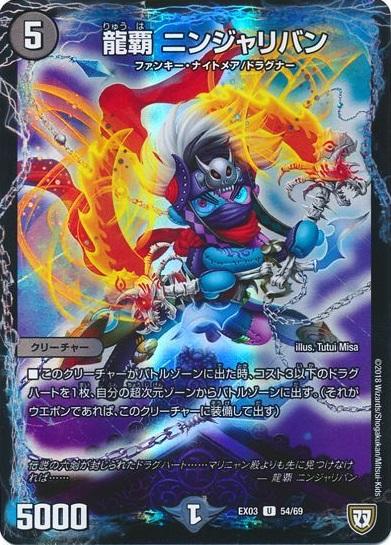 5
りゅう は
龍覇 ニンジャリバン
ファンキー・ナイトメア/ドラグナー
illus. Tutui Misa
クリーチャー
■このクリーチャーがバトルゾーンに出た時、コスト3以下のドラグ
ハートを1枚、自分の超次元ゾーンからバトルゾーンに出す。(それが
ウエポンであれば、このクリーチャーに装備して出す)
伝説の六剣が封じられたドラグハート……マリニャン殿よりも先に見つけなけ
れば…… ― 龍覇 ニンジャリバン
5000
1
EX03 U 54/69
©2018 Wizards/Shogakukan/Mitsui-Kids